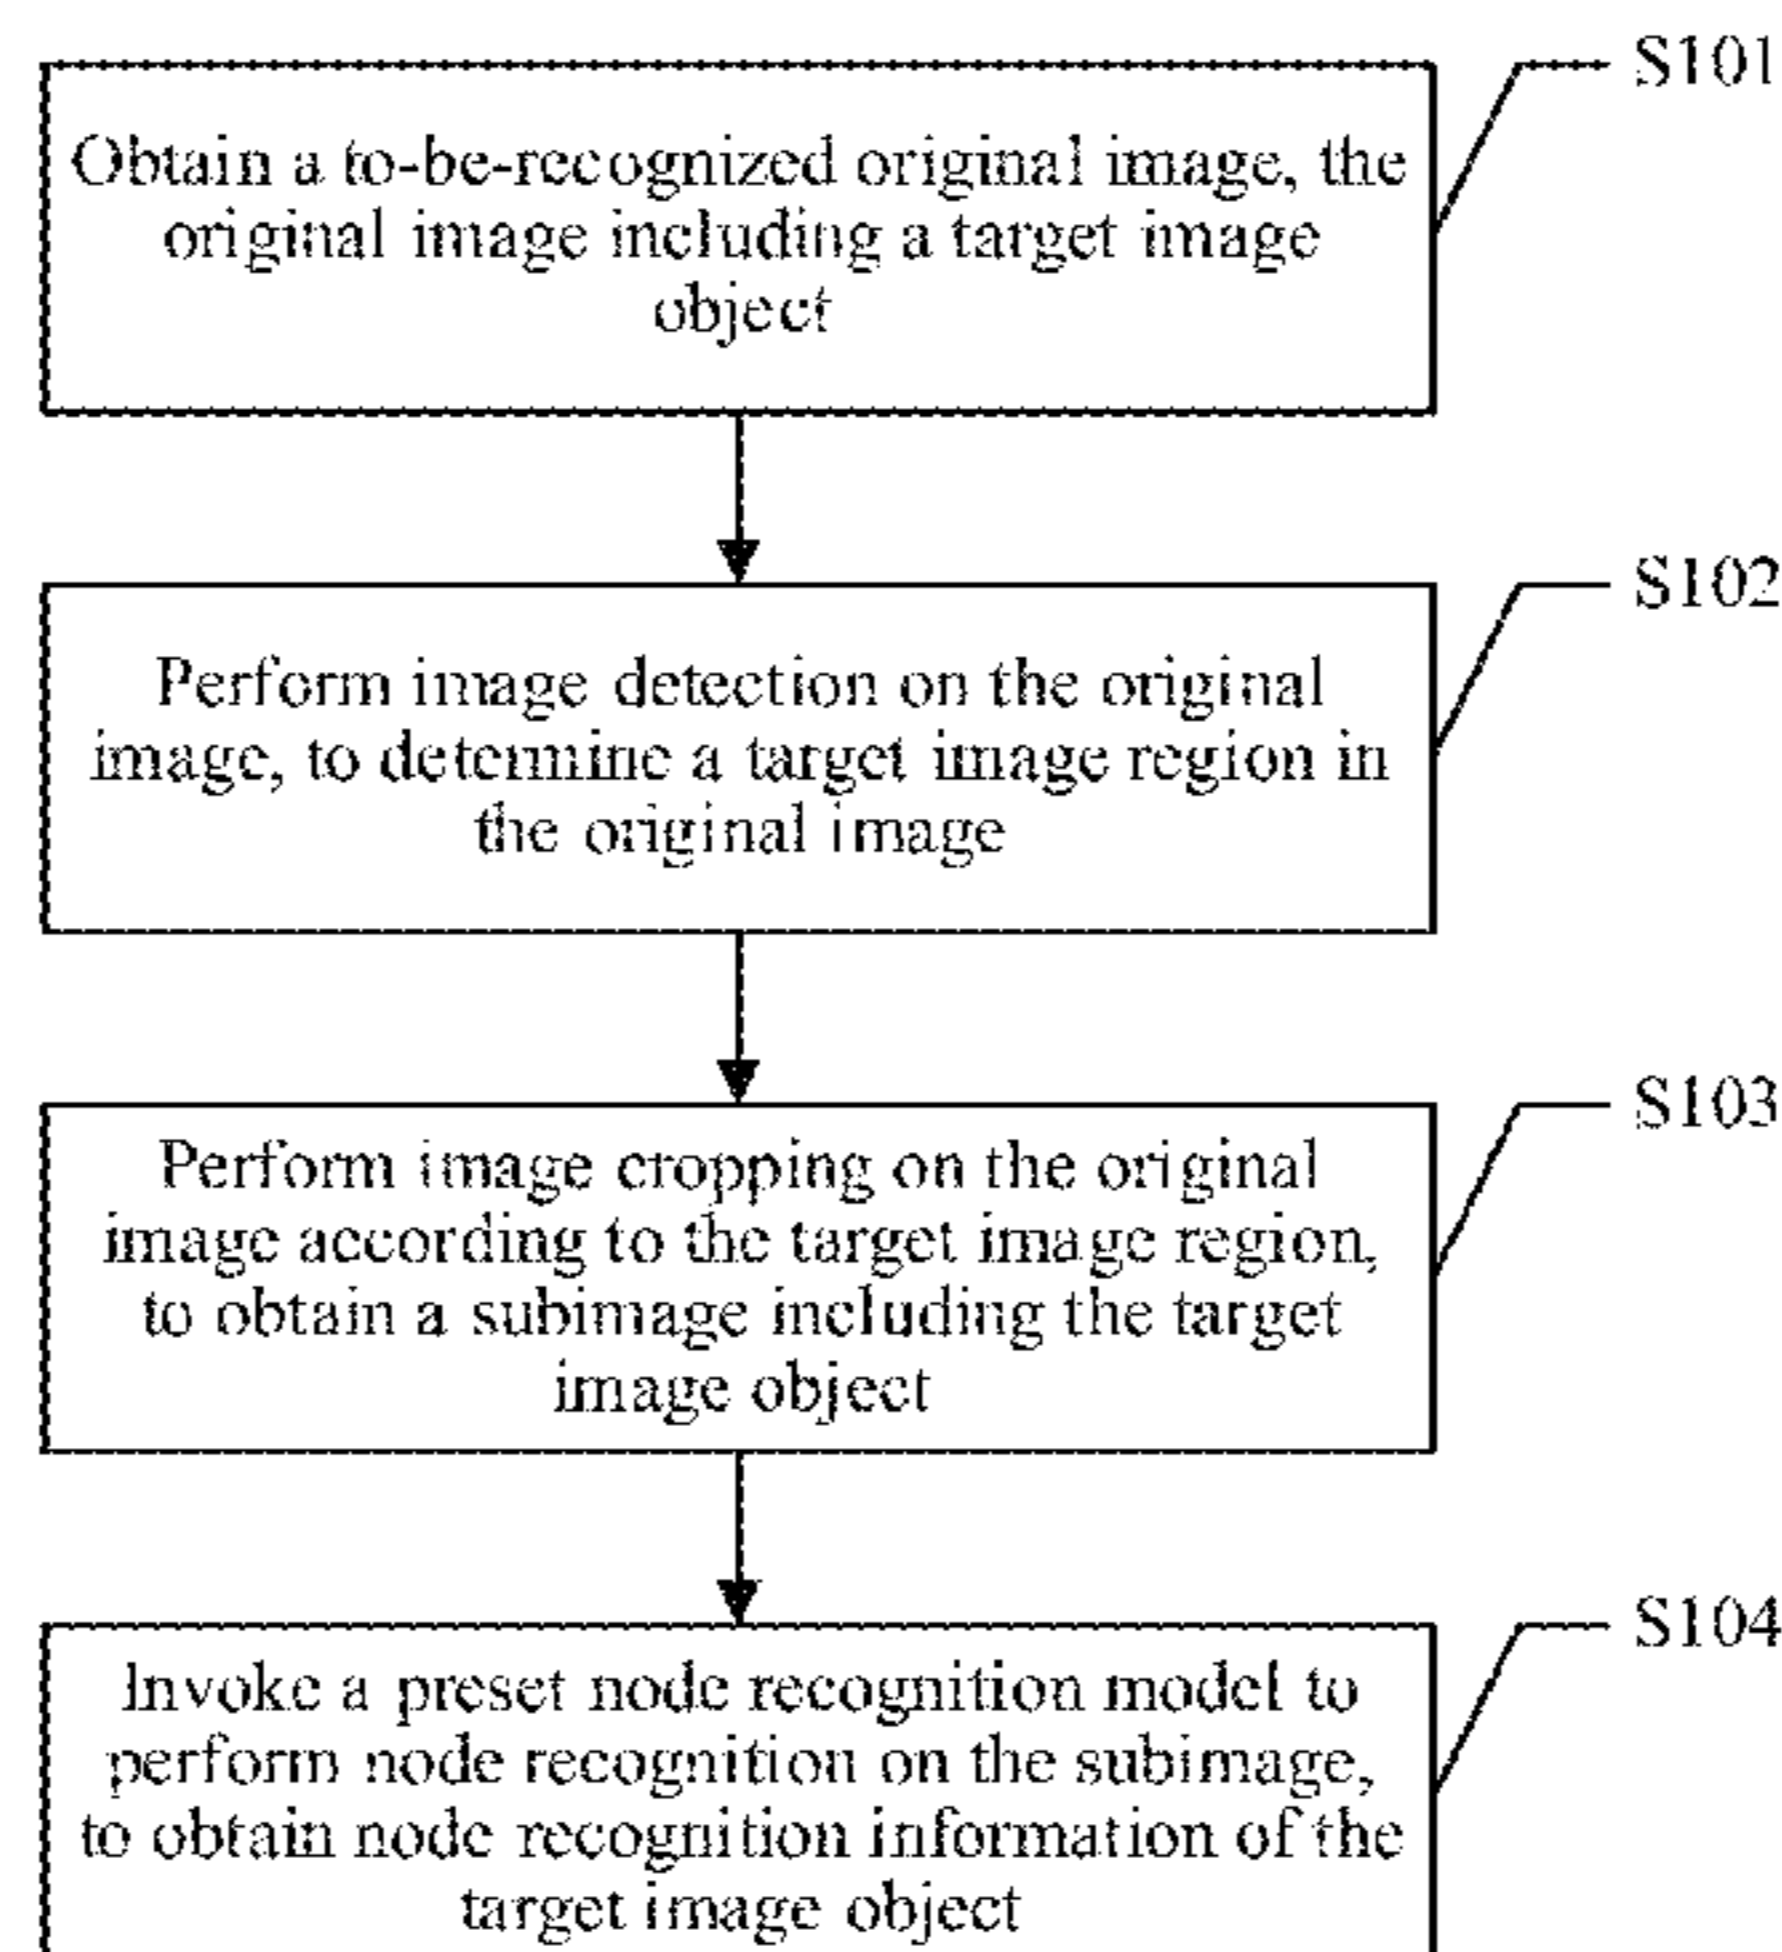 S101
Obtain a to-be-recognized original image, the
original image including a target image
object
S102
Perform image detection on the original
image, to determine a target image region in
the original image
S103
Perform image cropping on the original
image according to the target image region,
to obtain a subimage including the target
image object
S104
Invoke a preset node recognition model to
perform node recognition on the subimage,
to obtain node recognition information of the
target image object